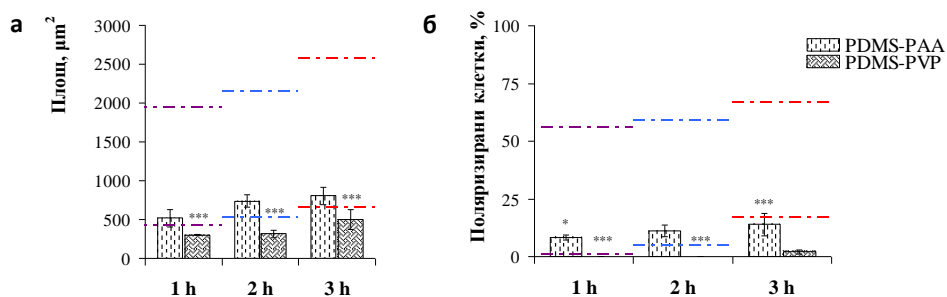 а
Площ, µm²
3000
2500
2000
1500
1000
500
0
***
***
***
1 h
2 h
3 h
б
Поляризирани клетки, %
100
75
50
25
0
*
***
***
***
1 h
2 h
3 h
PDMS-PAA
PDMS-PVP